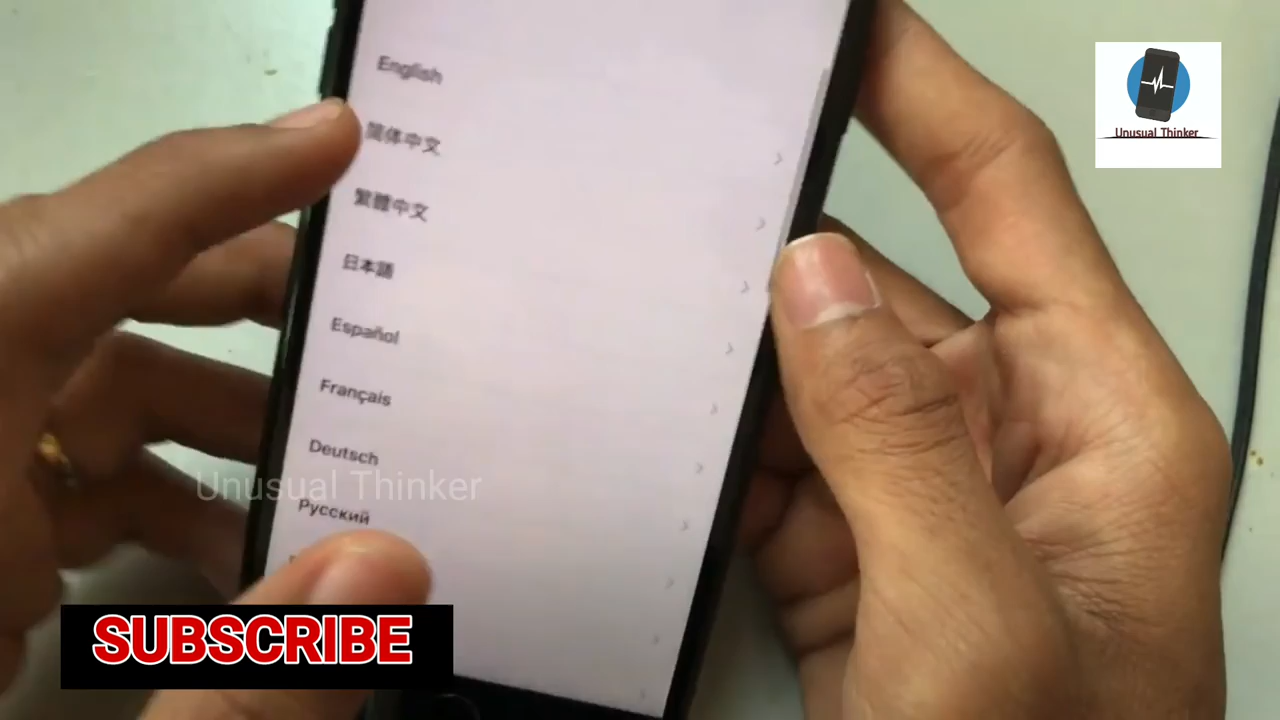 English
简体中文
繁體中文
日本語
Español
Français
Deutsch
Русский
Unusual Thinker
Unusual Thinker
SUBSCRIBE